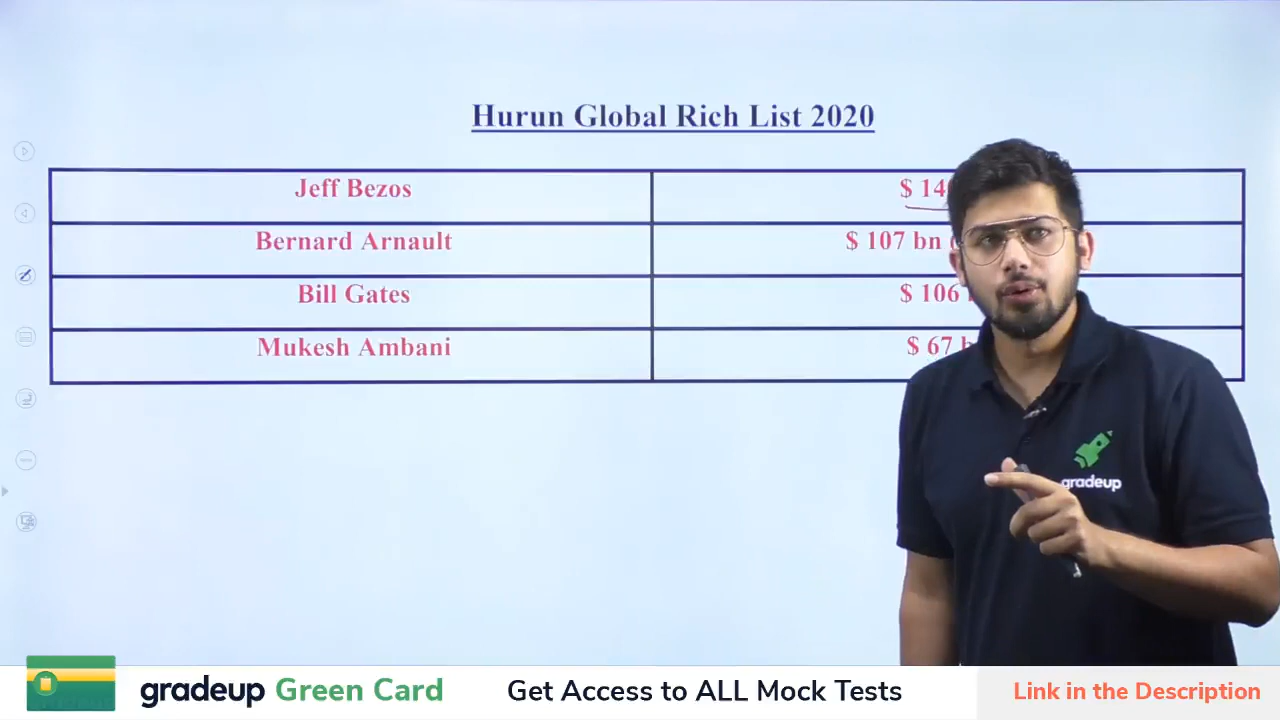 Hurun Global Rich List 2020
Jeff Bezos $
Bernard Arnault $ 107 bn
Bill Gates $ 106
Mukesh Ambani $ 67
gradeup
gradeup Green Card Get Access to ALL Mock Tests Link in the Description